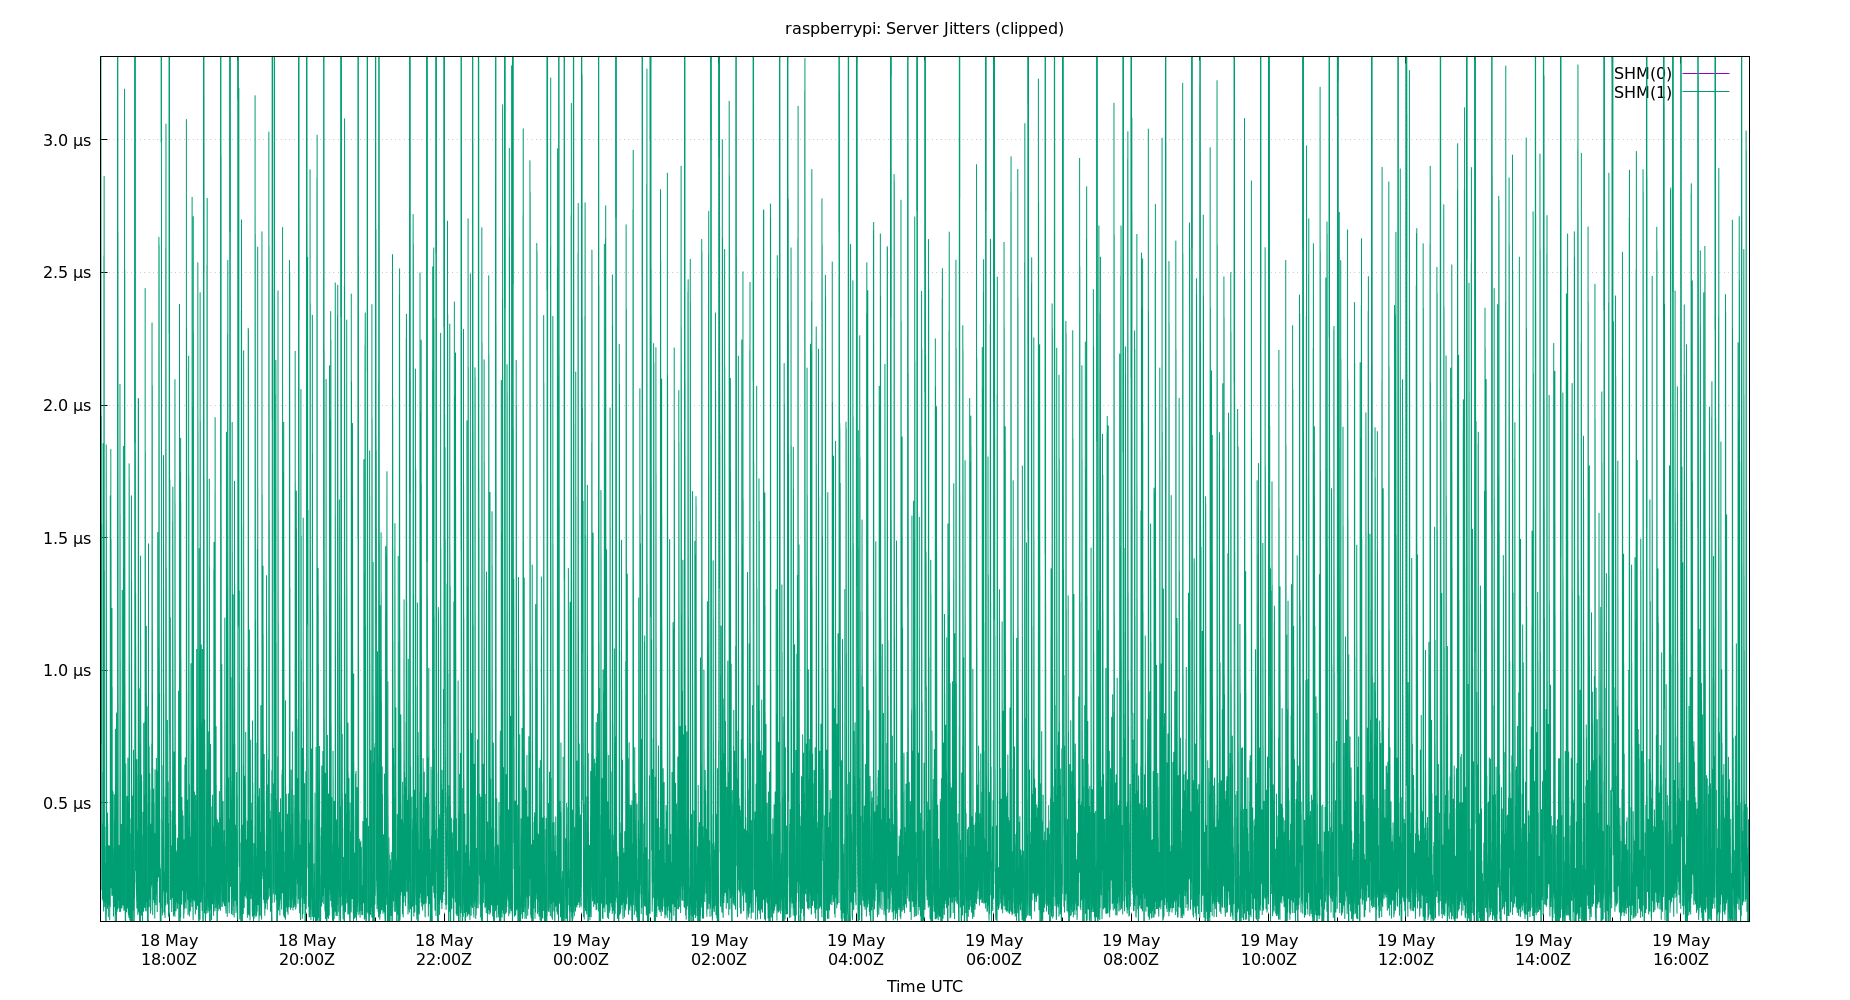 raspberrypi: Server Jitters (clipped)
SHM(0)
SHM(1)
3.0 µs
2.5 µs
2.0 µs
1.5 µs
1.0 µs
0.5 µs
18 May 18 May 18 May 19 May 19 May 19 May 19 May 19 May 19 May 19 May 19 May 19 May
18:00Z 20:00Z 22:00Z 00:00Z 02:00Z 04:00Z 06:00Z 08:00Z 10:00Z 12:00Z 14:00Z 16:00Z
Time UTC